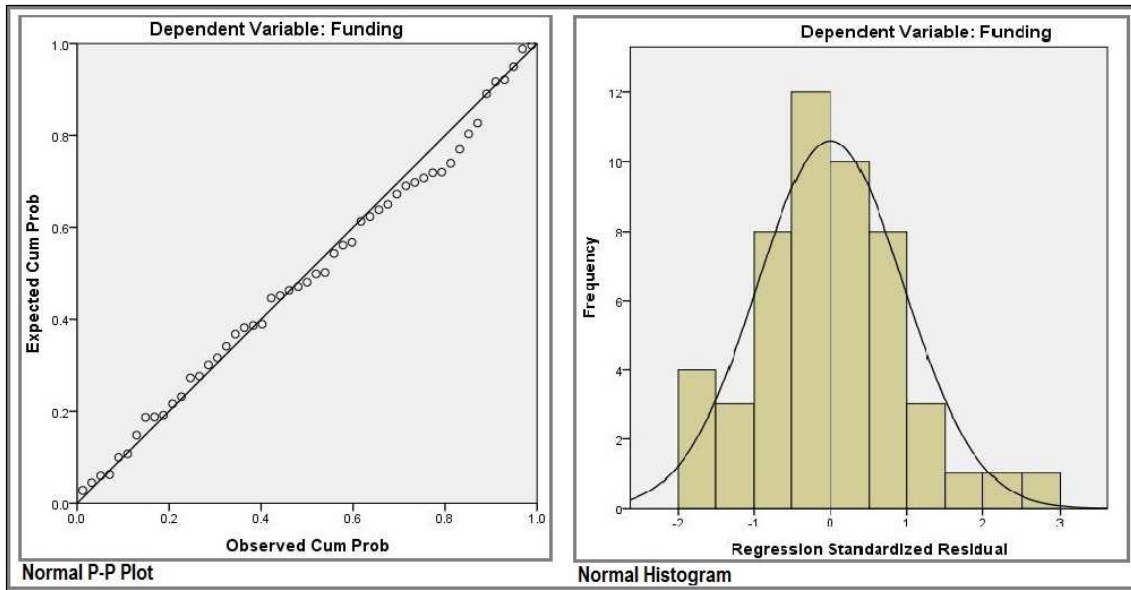 Dependent Variable: Funding
1.0
0.8
0.6
0.4
0.2
0.0
Expected Cum Prob
0.0 0.2 0.4 0.6 0.8 1.0
Observed Cum Prob
Normal P-P Plot
Dependent Variable: Funding
12
10
8
6
4
2
0
Frequency
-2 -1 0 1 2 3
Regression Standardized Residual
Normal Histogram